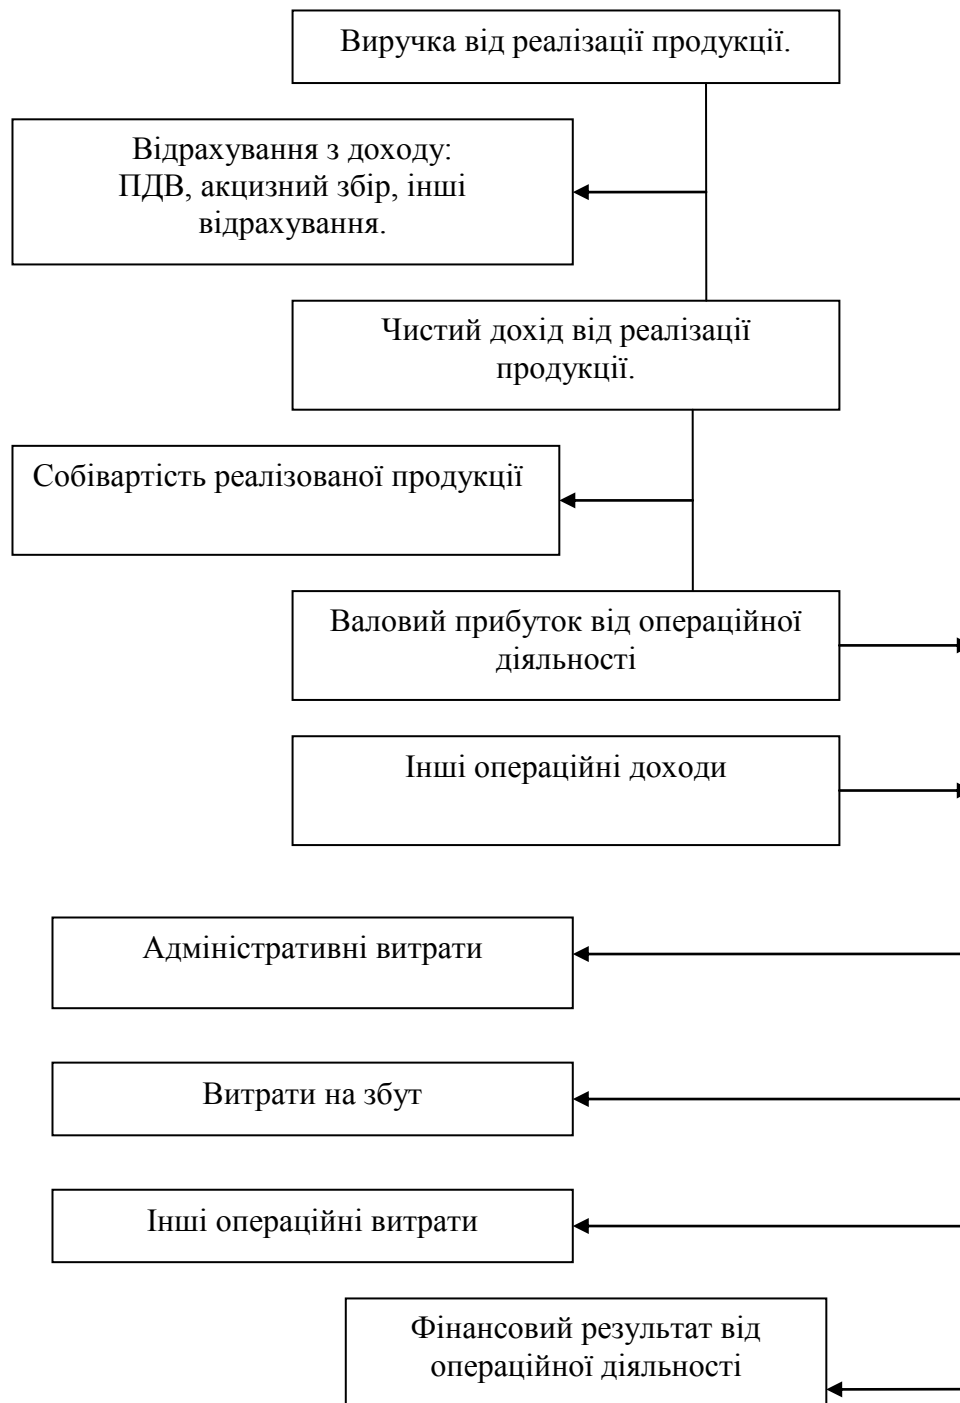 Виручка від реалізації продукції.
Відрахування з доходу:
ПДВ, акцизний збір, інші
відрахування.
Чистий дохід від реалізації
продукції.
Собівартість реалізованої продукції
Валовий прибуток від операційної
діяльності
Інші операційні доходи
Адміністративні витрати
Витрати на збут
Інші операційні витрати
Фінансовий результат від
операційної діяльності